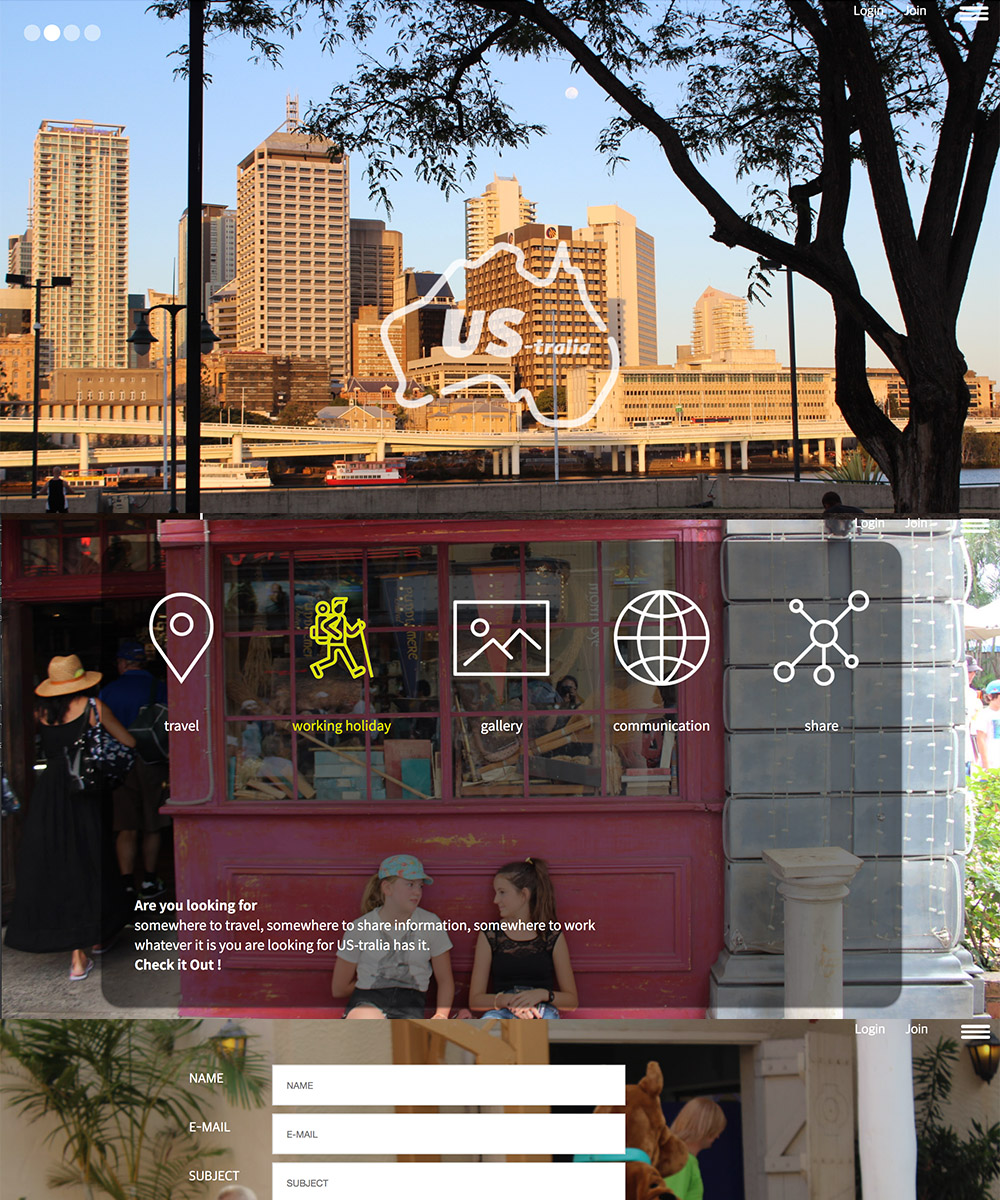 Login Join
US-tralia
Login Join
travel working holiday gallery communication share
Are you looking for
somewhere to travel, somewhere to share information, somewhere to work
whatever it is you are looking for US-tralia has it.
Check it Out !
Login Join
NAME NAME
E-MAIL E-MAIL
SUBJECT SUBJECT